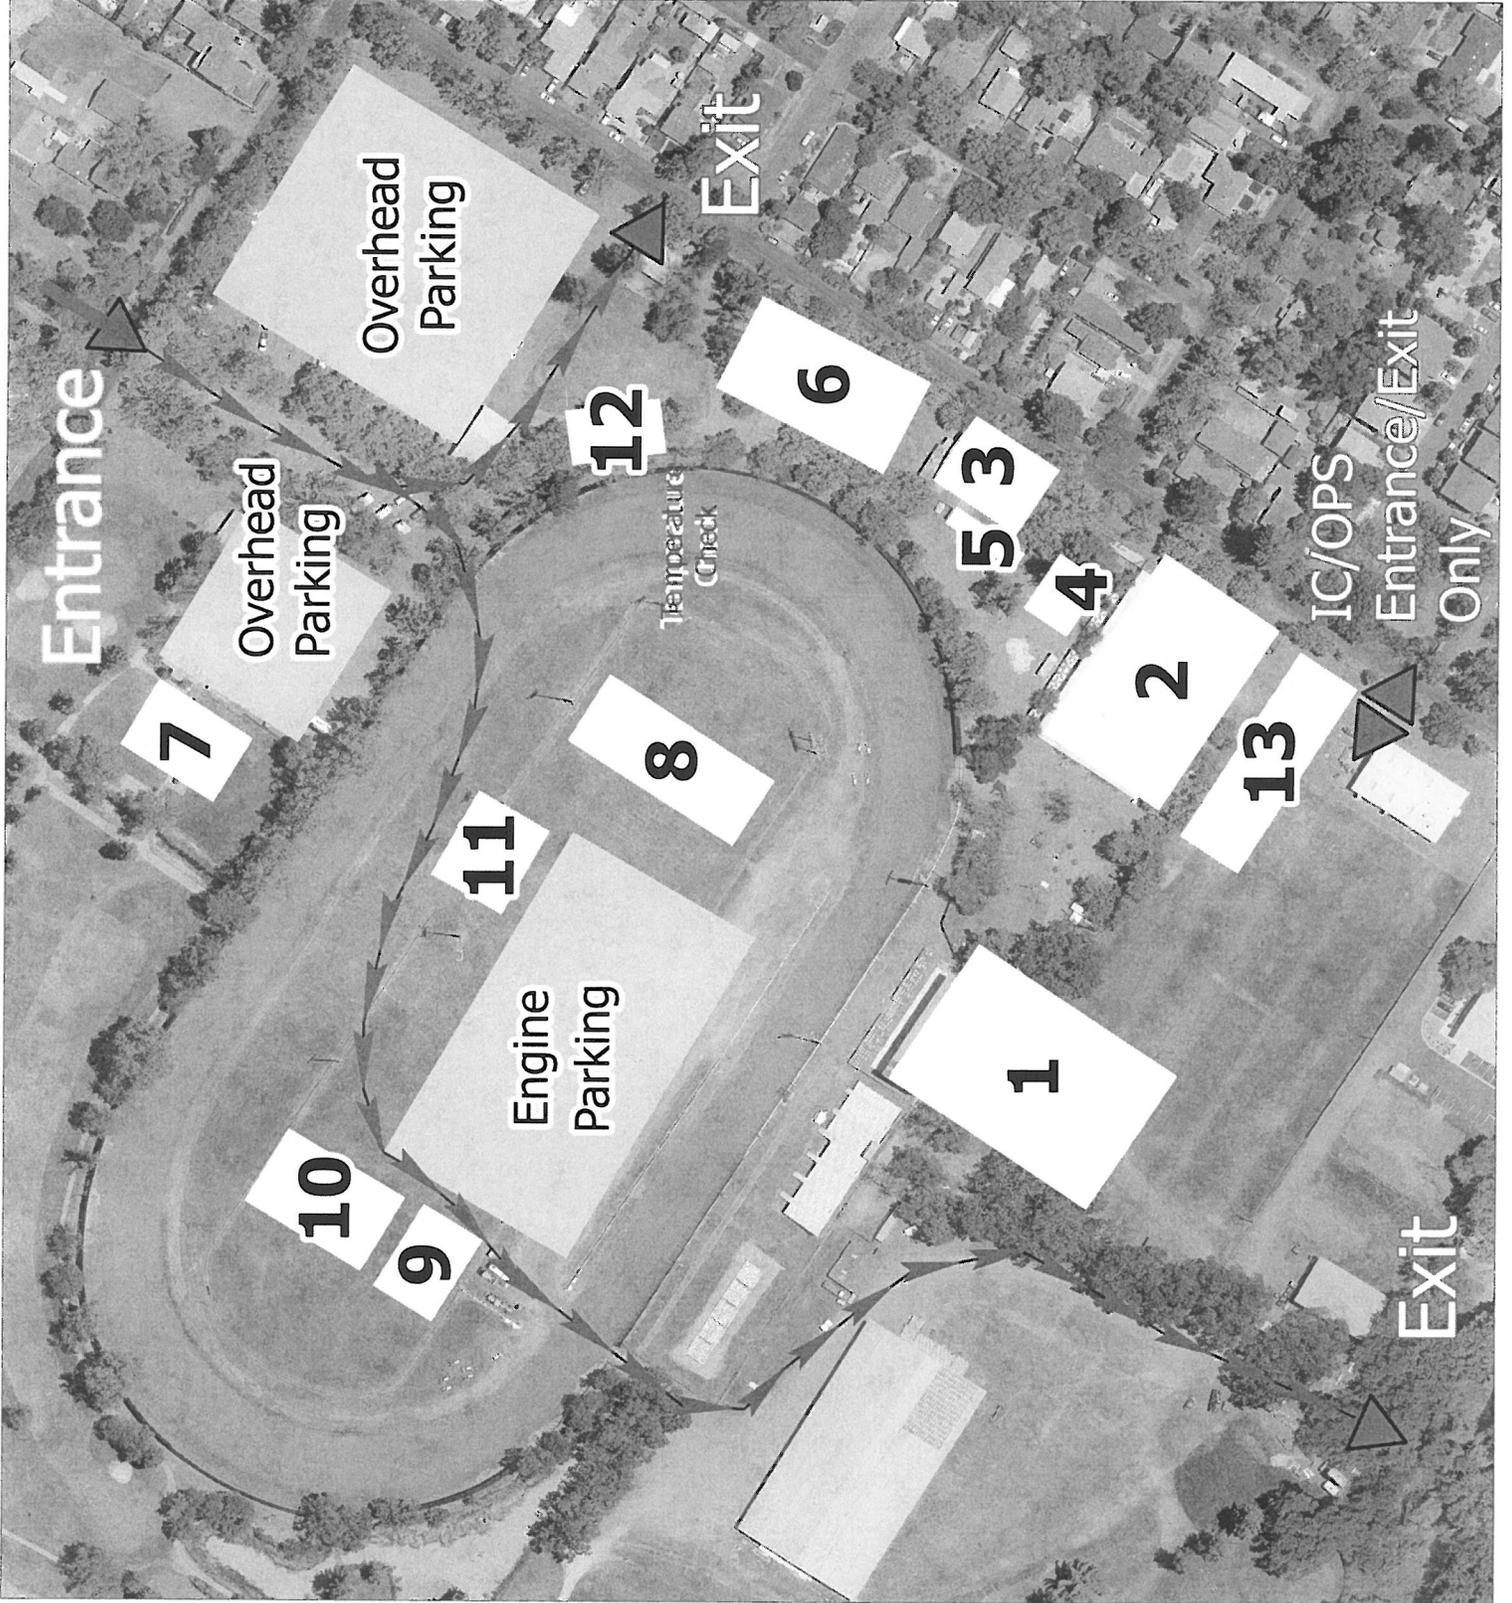 Entrance
7
Overhead
Parking
10
Overhead
Parking
9
11
Engine
Parking
12
8
Temperature
Check
Exit
6
5
3
1
4
2
13
IC/OPS
Entrance/Exit
Only
Exit